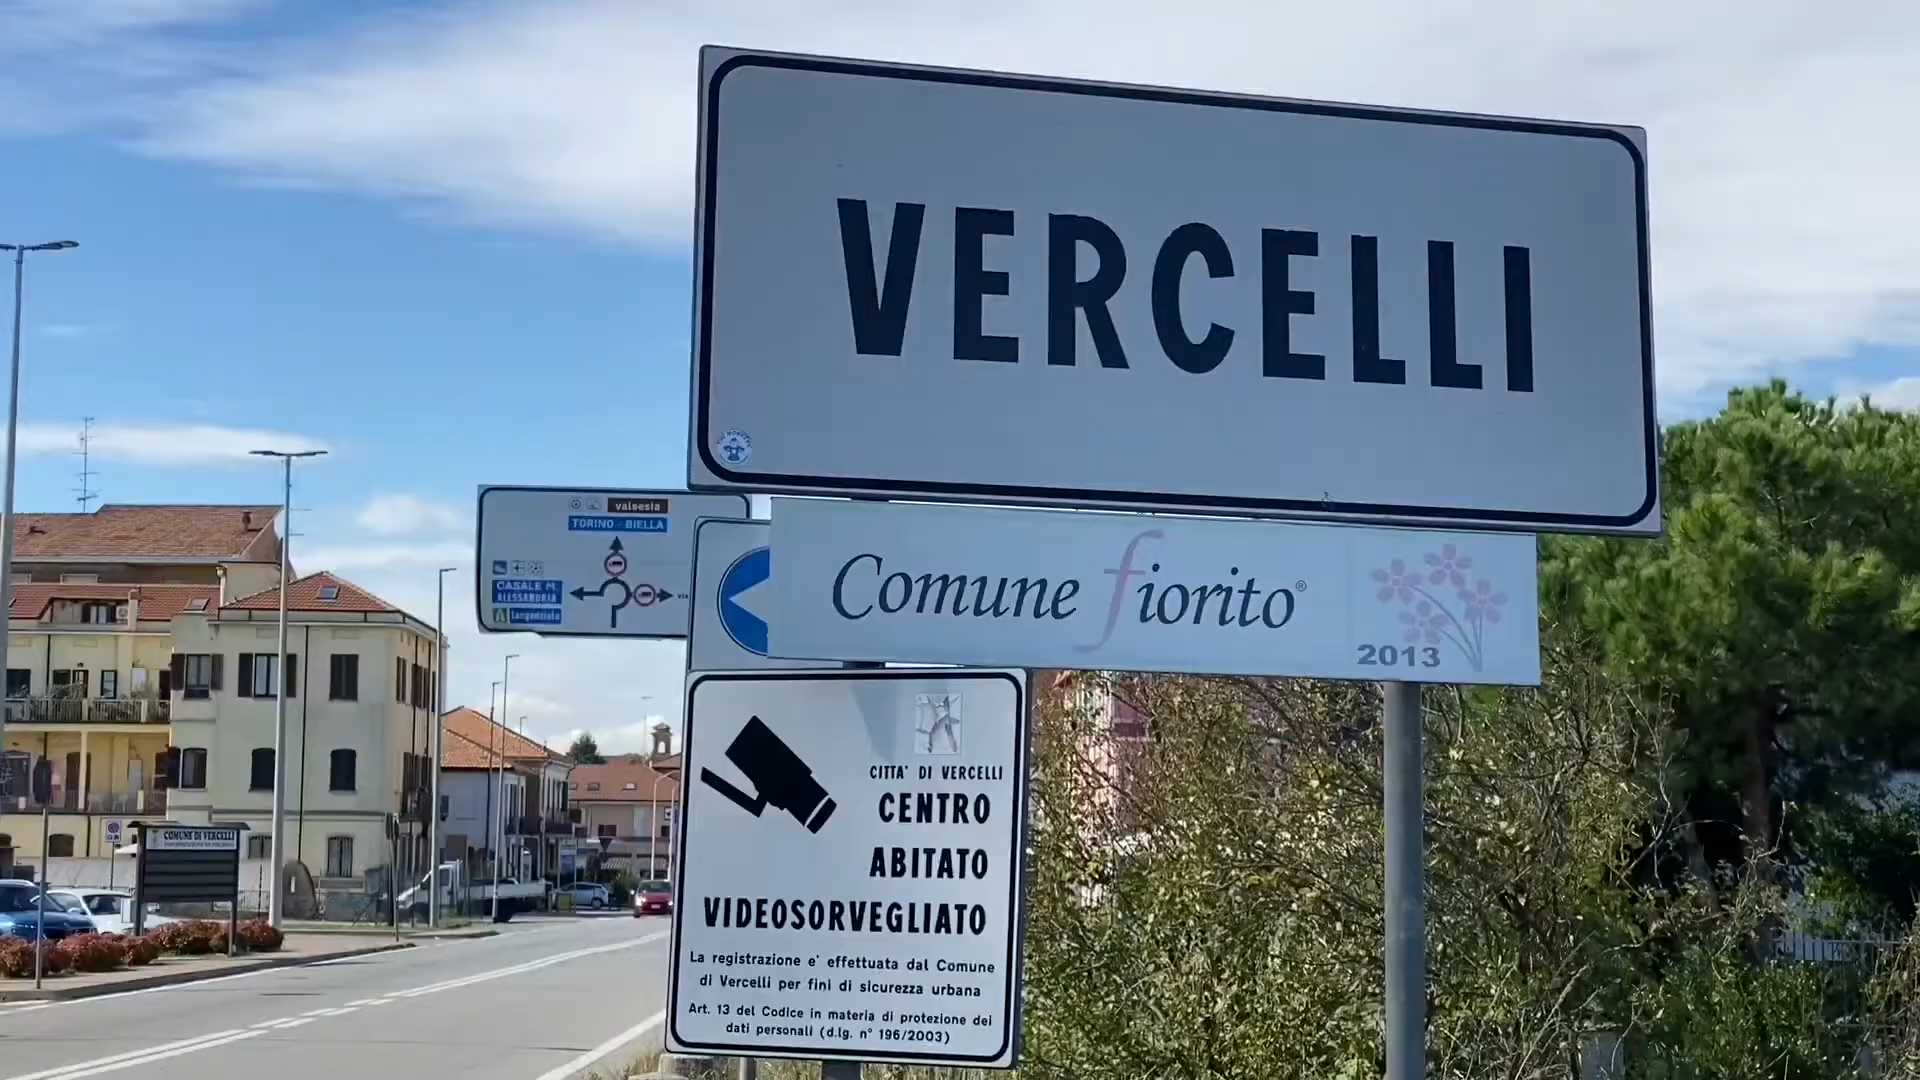 VERCELLI
valsesia
TORINO - BIELLA
CASALE M.
ALESSANDRIA
tangenziale
Comune fiorito®
2013
CITTA' DI VERCELLI
CENTRO
ABITATO
VIDEOSORVEGLIATO
La registrazione e' effettuata dal Comune
di Vercelli per fini di sicurezza urbana
Art. 13 del Codice in materia di protezione dei
dati personali (d.lg. n° 196/2003)
COMUNE DI VERCELLI